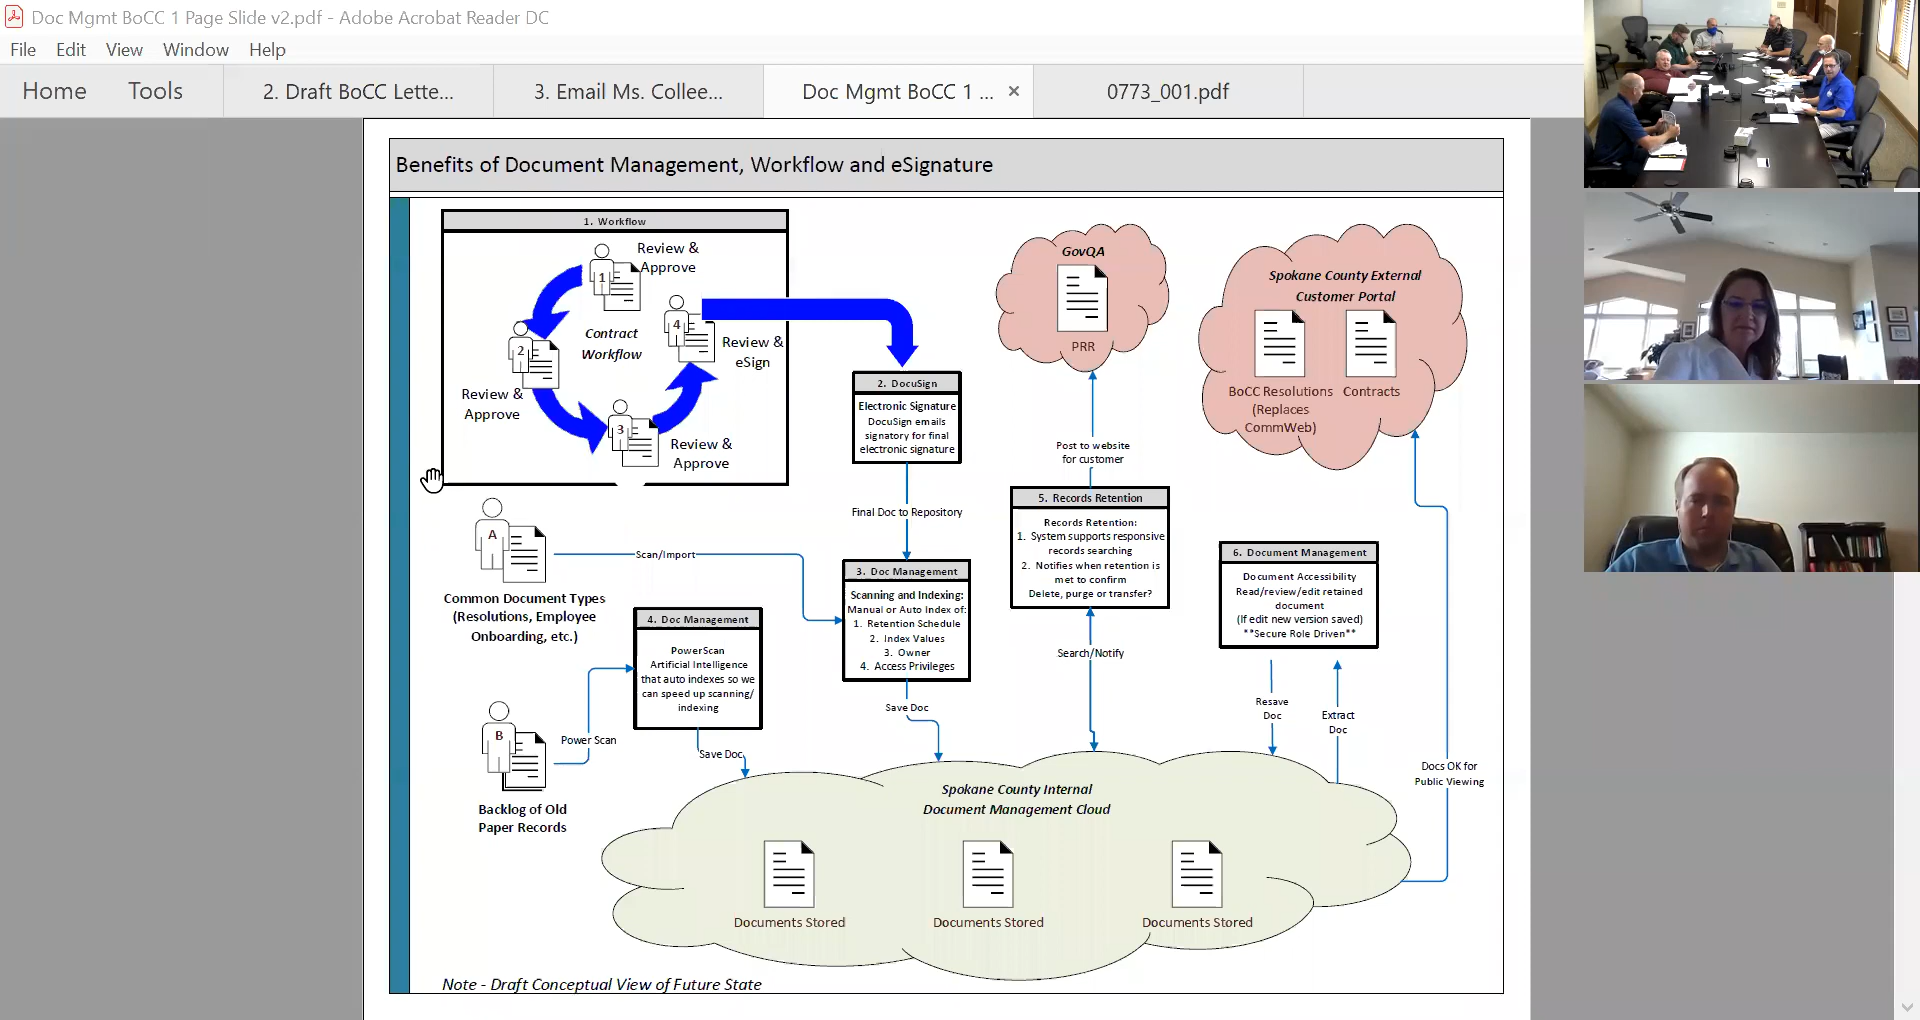 Doc Mgmt BoCC 1 Page Slide v2.pdf - Adobe Acrobat Reader DC
File Edit View Window Help
Home Tools 2. Draft BoCC Lette... 3. Email Ms. Collee... Doc Mgmt BoCC 1 ... × 0773_001.pdf
Benefits of Document Management, Workflow and eSignature
1. Workflow
Review &
Approve
1
Contract
Workflow
2
Review &
Approve
3
Review &
Approve
4
Review &
eSign
2. DocuSign
Electronic Signature
DocuSign emails
signatory for final
electronic signature
Final Doc to Repository
GovQA
PRR
Post to website
for customer
Spokane County External
Customer Portal
BoCC Resolutions
(Replaces
CommWeb)
Contracts
A
Scan/Import
Common Document Types
(Resolutions, Employee
Onboarding, etc.)
B
Power Scan
Backlog of Old
Paper Records
4. Doc Management
PowerScan
Artificial Intelligence
that auto indexes so we
can speed up scanning/
indexing
Save Doc
3. Doc Management
Scanning and Indexing:
Manual or Auto Index of:
1. Retention Schedule
2. Index Values
3. Owner
4. Access Privileges
Save Doc
5. Records Retention
Records Retention:
1. System supports responsive
records searching
2. Notifies when retention is
met to confirm
Delete, purge or transfer?
Search/Notify
6. Document Management
Document Accessibility
Read/review/edit retained
document
(If edit new version saved)
**Secure Role Driven**
Resave
Doc
Extract
Doc
Docs OK for
Public Viewing
Spokane County Internal
Document Management Cloud
Documents Stored
Documents Stored
Documents Stored
Note - Draft Conceptual View of Future State